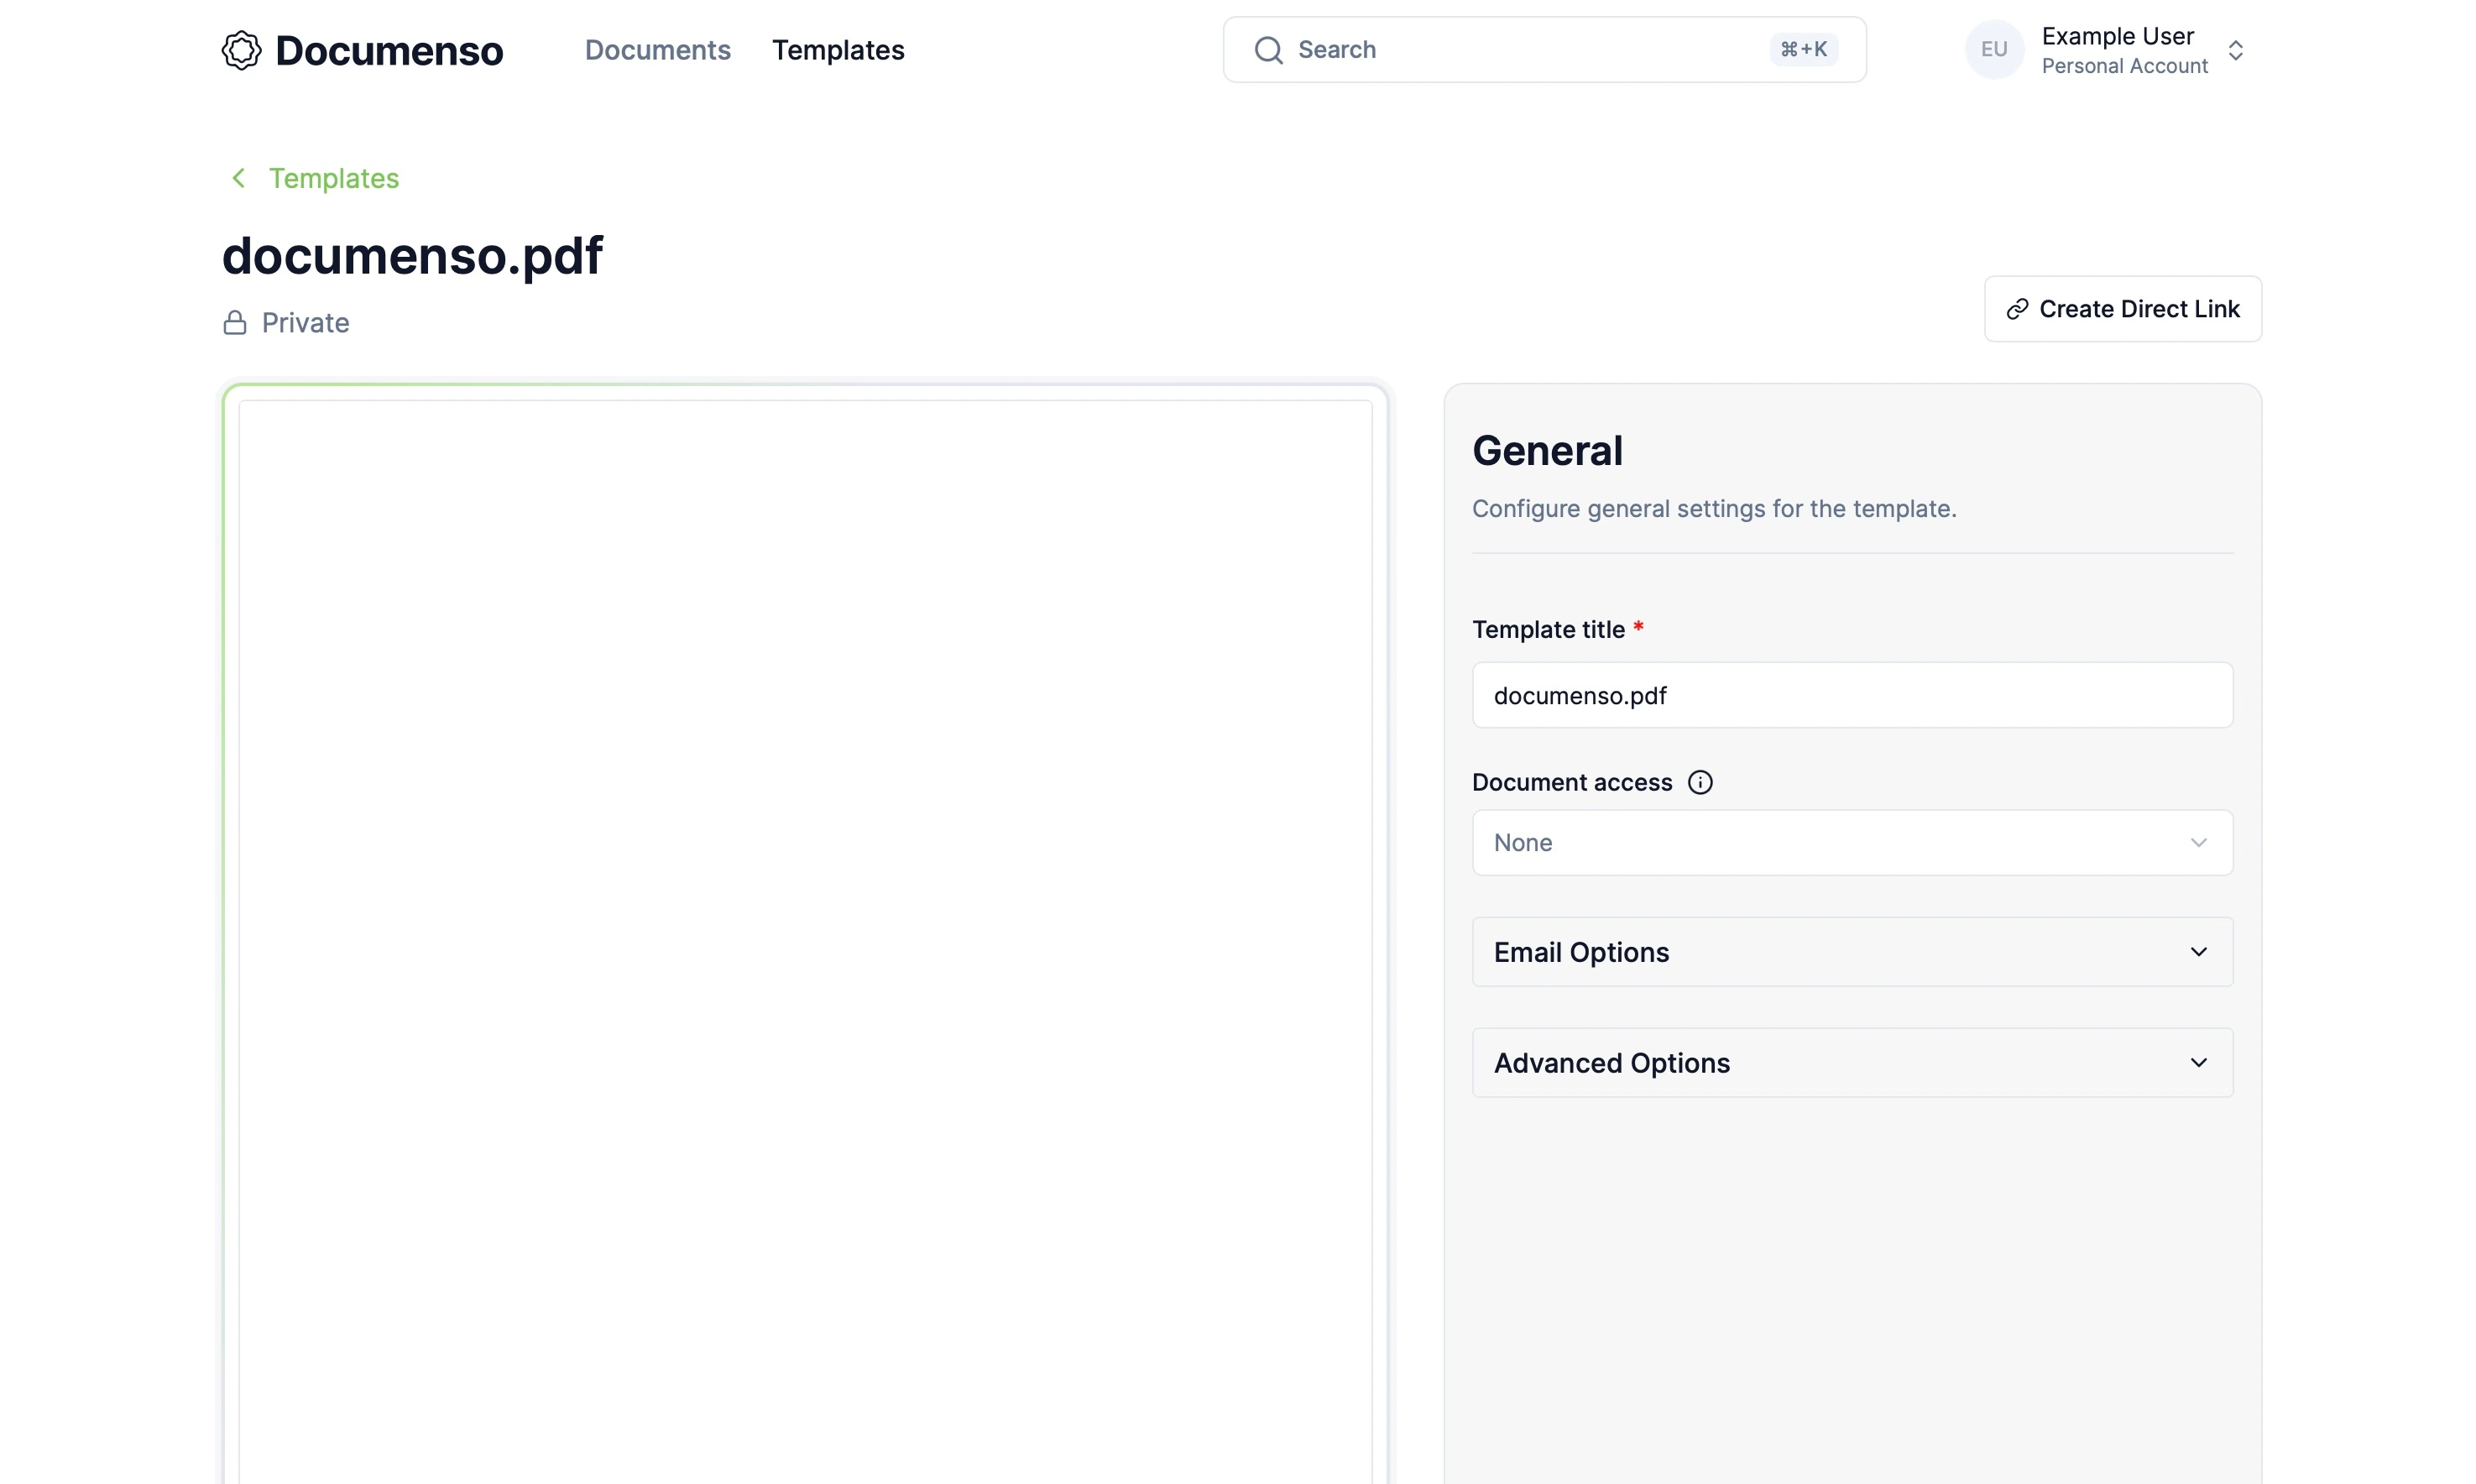 Documenso
Documents
Templates
Search
⌘+K
EU
Example User
Personal Account
Templates
documenso.pdf
Private
Create Direct Link
General
Configure general settings for the template.
Template title *
documenso.pdf
Document access
None
Email Options
Advanced Options